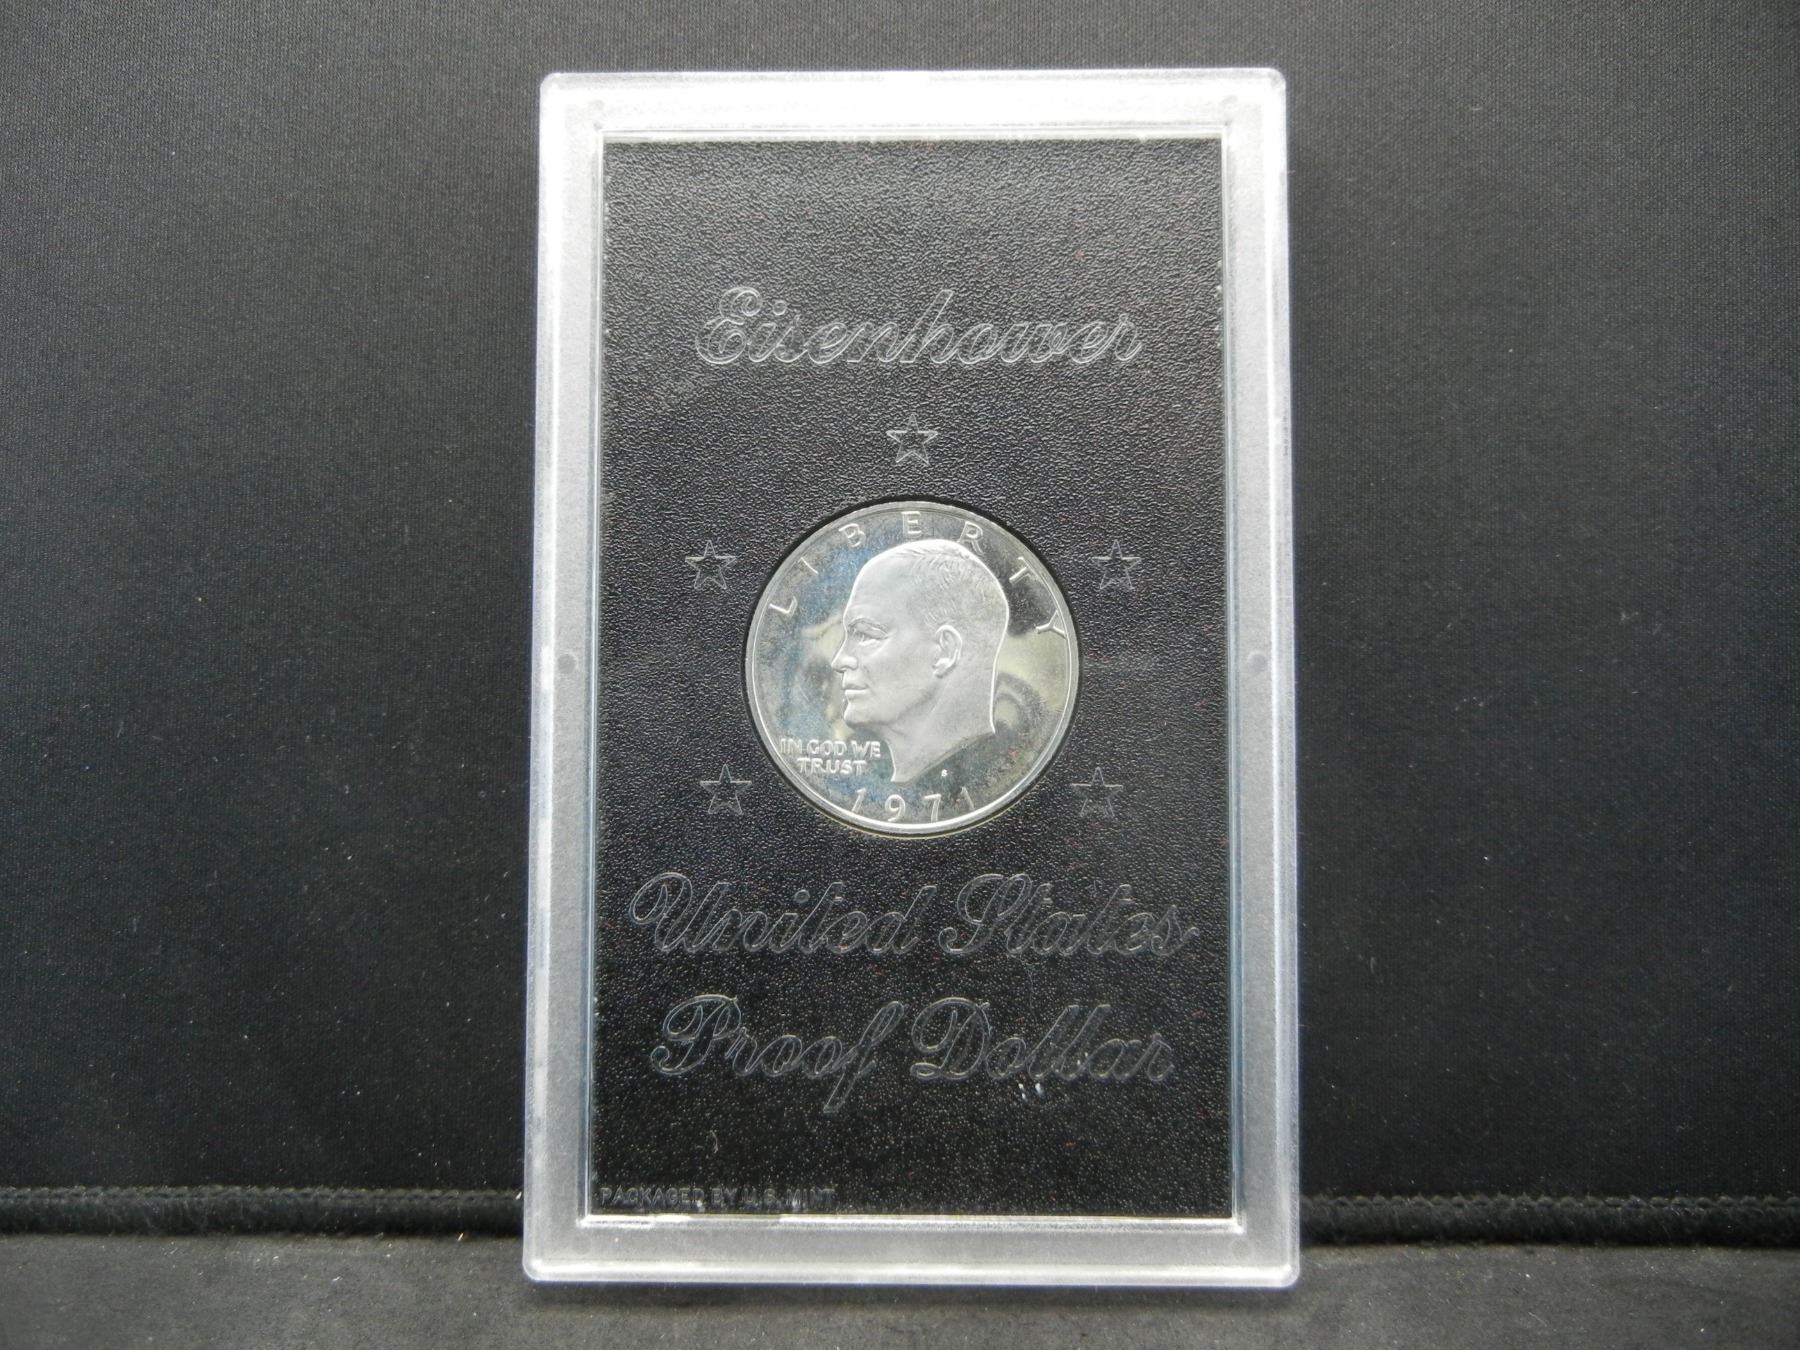 Eisenhower
LIBERTY
IN GOD WE
TRUST
S
1971
United States
Proof Dollar
PACKAGED BY U.S. MINT